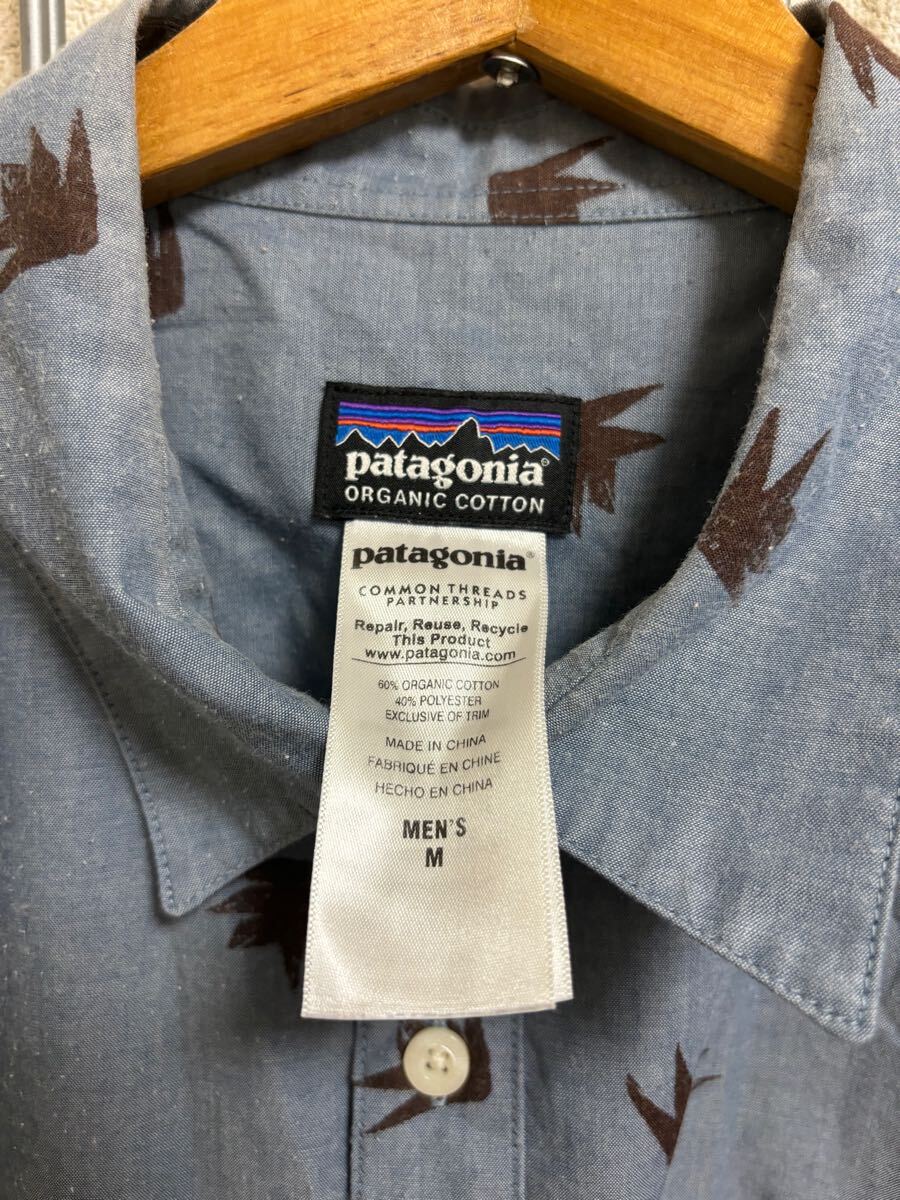 patagonia®
ORGANIC COTTON
patagonia®
COMMON THREADS
PARTNERSHIP
Repair, Reuse, Recycle
This Product
www.patagonia.com
60% ORGANIC COTTON
40% POLYESTER
EXCLUSIVE OF TRIM
MADE IN CHINA
FABRIQUÉ EN CHINE
HECHO EN CHINA
MEN'S
M